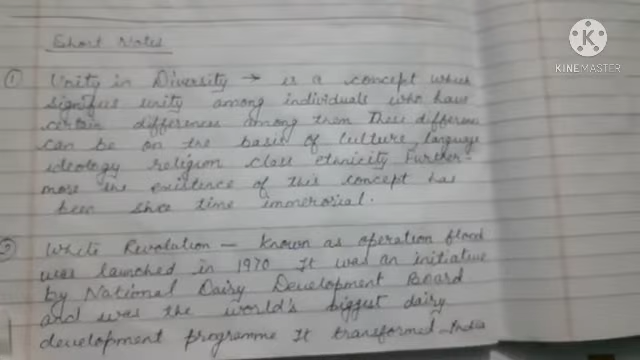 KINEMASTER
Short Notes
① Unity in Diversity → is a concept which
signifies unity among individuals who have
certain differences among them These difference
can be on the basis of culture, language
ideology religion class ethnicity Further-
more the existence of this concept has
been since time immemorial.
② White Revolution — Known as operation flood
was launched in 1970 It was an initiative
by National Dairy Development Board
and was the world's biggest dairy
development programme It transformed India